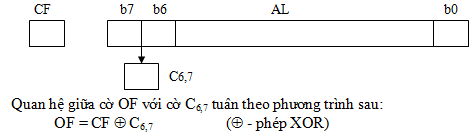 CF b7 b6 AL b0
C6,7
Quan hệ giữa cờ OF với cờ C6,7 tuân theo phương trình sau:
OF = CF ⊕ C6,7 (⊕ - phép XOR)